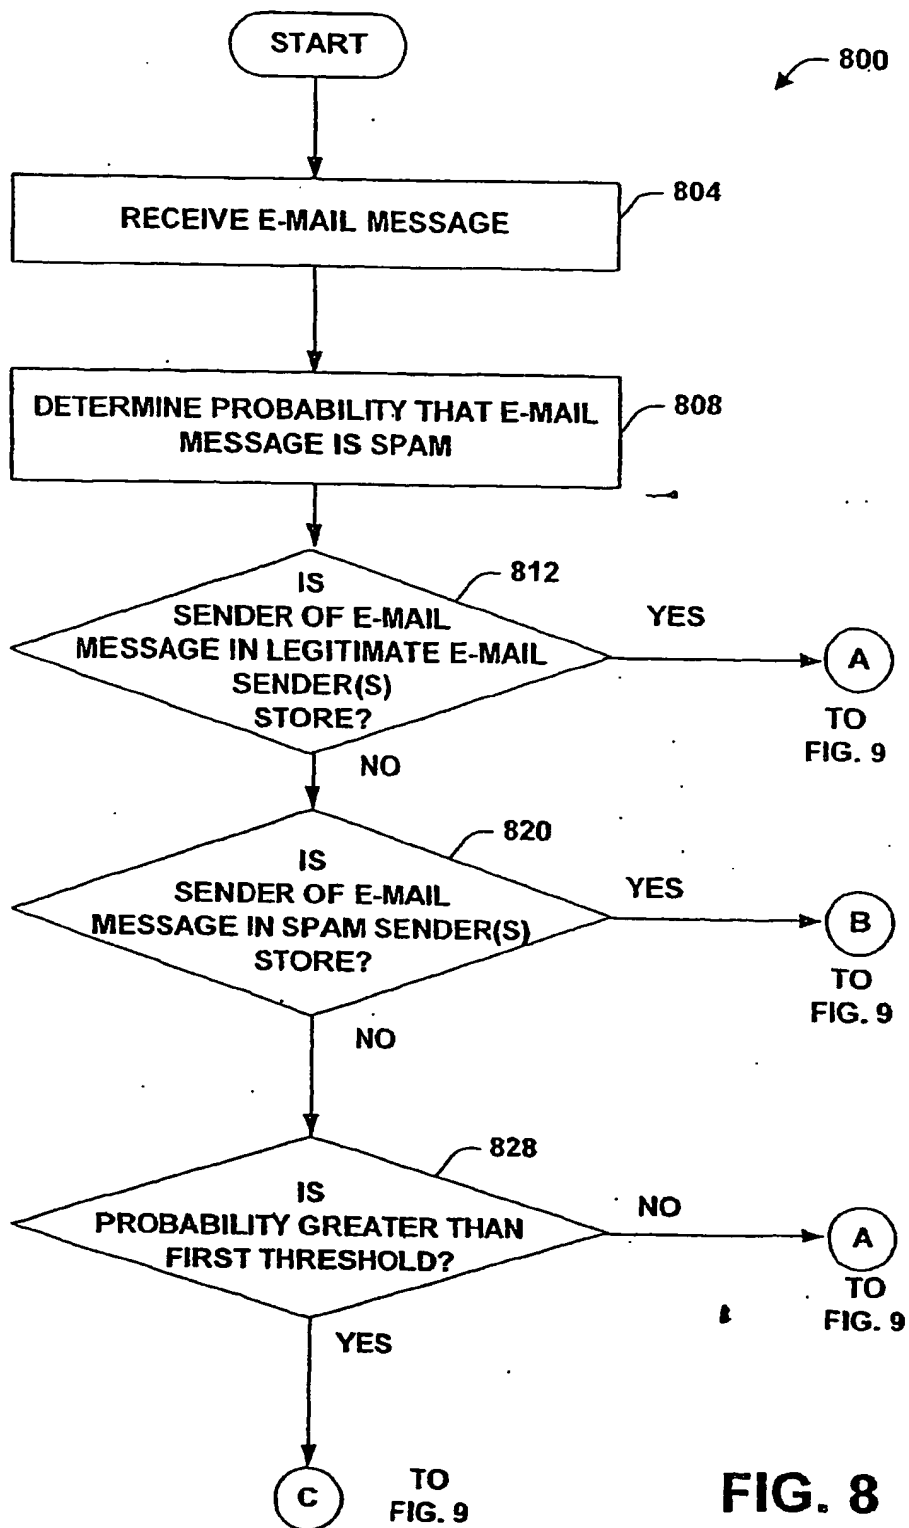 START
800
RECEIVE E-MAIL MESSAGE
804
DETERMINE PROBABILITY THAT E-MAIL
MESSAGE IS SPAM
808
IS
SENDER OF E-MAIL
MESSAGE IN LEGITIMATE E-MAIL
SENDER(S)
STORE?
812
YES
A
TO
FIG. 9
NO
IS
SENDER OF E-MAIL
MESSAGE IN SPAM SENDER(S)
STORE?
820
YES
B
TO
FIG. 9
NO
IS
PROBABILITY GREATER THAN
FIRST THRESHOLD?
828
NO
A
TO
FIG. 9
YES
C
TO
FIG. 9
FIG. 8